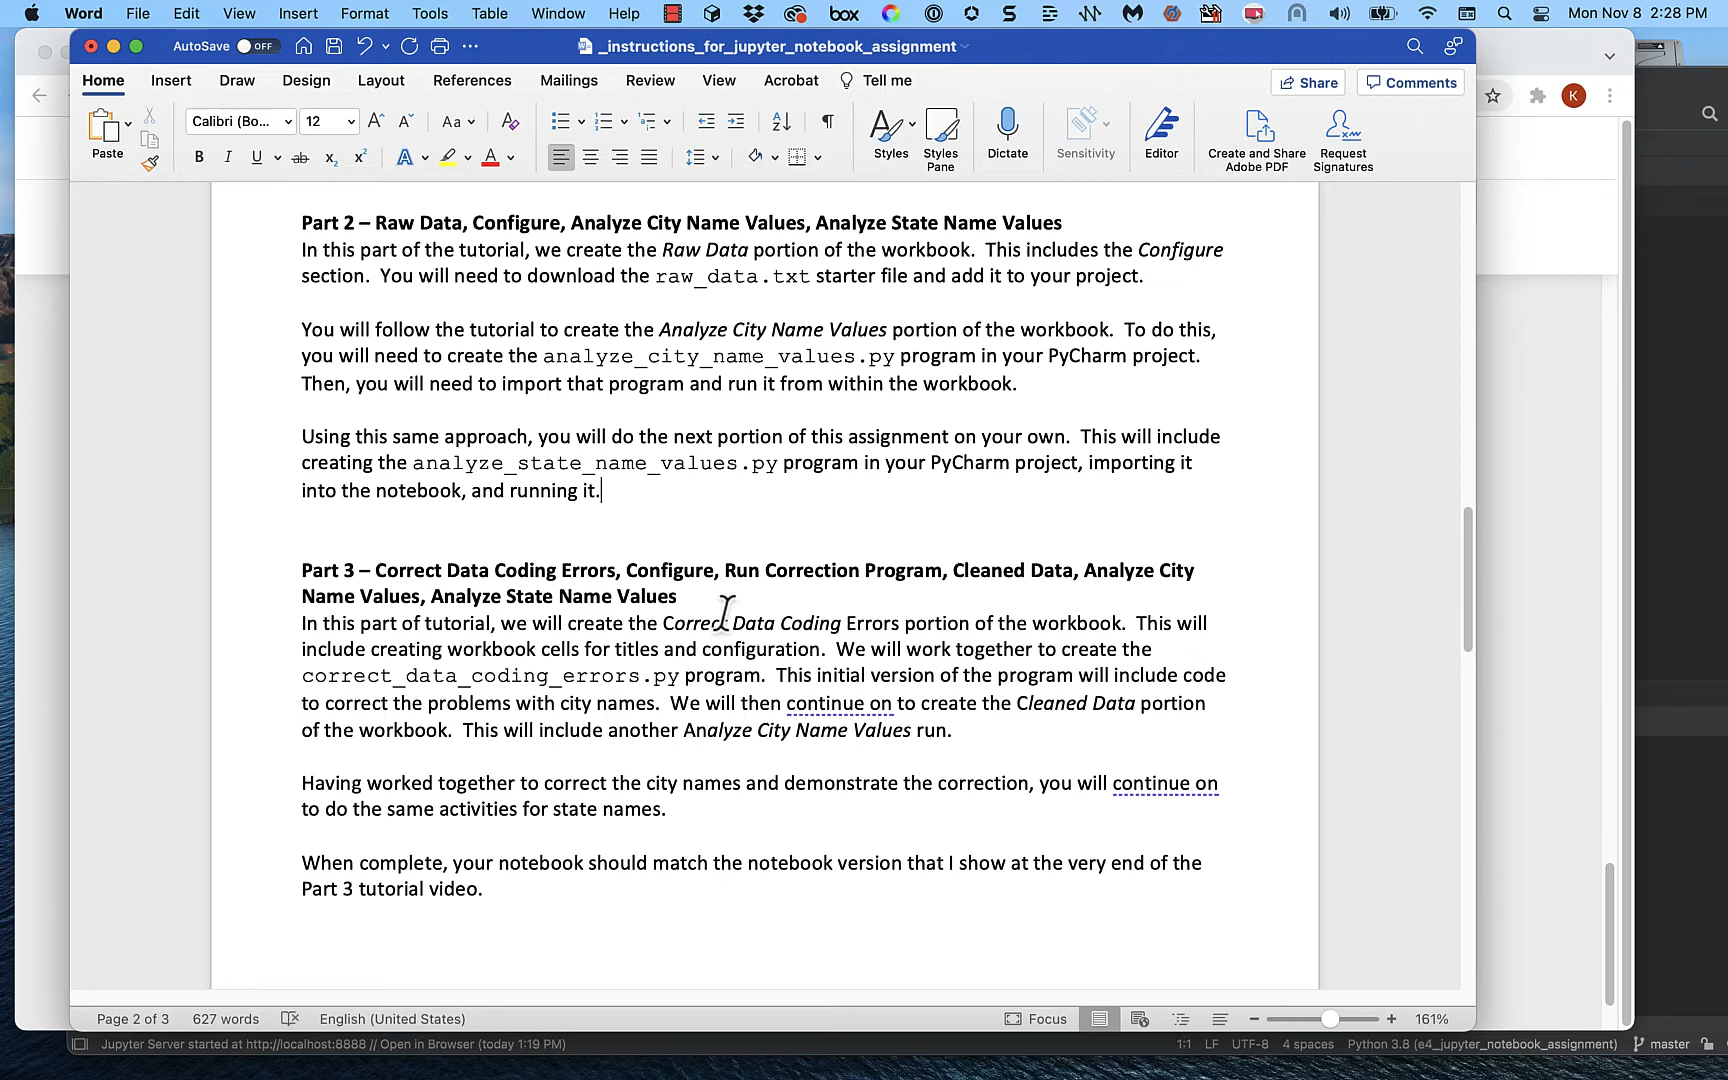 Word File Edit View Insert Format Tools Table Window Help box Mon Nov 8 2:28 PM
AutoSave OFF _instructions_for_jupyter_notebook_assignment
Home Insert Draw Design Layout References Mailings Review View Acrobat Tell me Share Comments K
Paste Calibri (Bo... 12 Styles Styles Pane Dictate Sensitivity Editor Create and Share Adobe PDF Request Signatures
Part 2 – Raw Data, Configure, Analyze City Name Values, Analyze State Name Values
In this part of the tutorial, we create the Raw Data portion of the workbook. This includes the Configure
section. You will need to download the raw_data.txt starter file and add it to your project.
You will follow the tutorial to create the Analyze City Name Values portion of the workbook. To do this,
you will need to create the analyze_city_name_values.py program in your PyCharm project.
Then, you will need to import that program and run it from within the workbook.
Using this same approach, you will do the next portion of this assignment on your own. This will include
creating the analyze_state_name_values.py program in your PyCharm project, importing it
into the notebook, and running it.
Part 3 – Correct Data Coding Errors, Configure, Run Correction Program, Cleaned Data, Analyze City
Name Values, Analyze State Name Values
In this part of tutorial, we will create the Correct Data Coding Errors portion of the workbook. This will
include creating workbook cells for titles and configuration. We will work together to create the
correct_data_coding_errors.py program. This initial version of the program will include code
to correct the problems with city names. We will then continue on to create the Cleaned Data portion
of the workbook. This will include another Analyze City Name Values run.
Having worked together to correct the city names and demonstrate the correction, you will continue on
to do the same activities for state names.
When complete, your notebook should match the notebook version that I show at the very end of the
Part 3 tutorial video.
Page 2 of 3 627 words English (United States) Focus 161%
Jupyter Server started at http://localhost:8888 // Open in Browser (today 1:19 PM) 1:1 LF UTF-8 4 spaces Python 3.8 (e4_jupyter_notebook_assignment) master